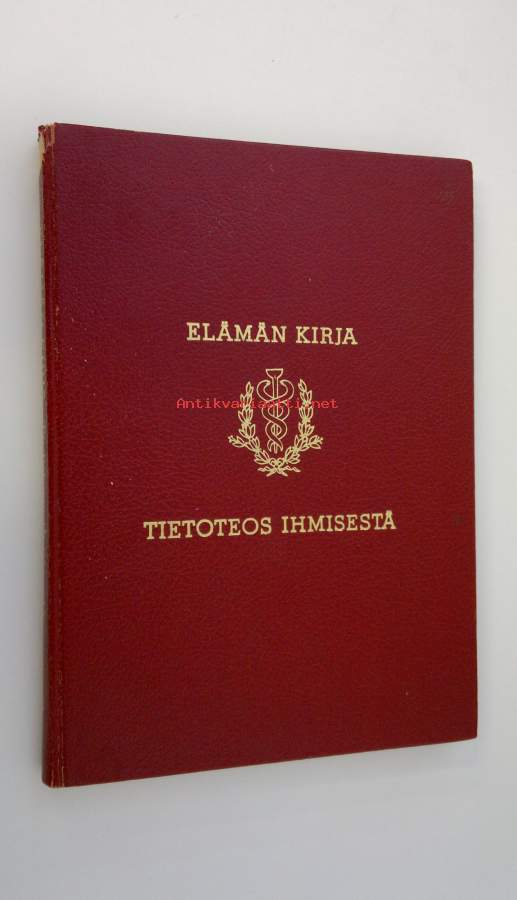 ELÄMÄN KIRJA
Antikvariaatti.net
TIETOTEOS IHMISESTÄ